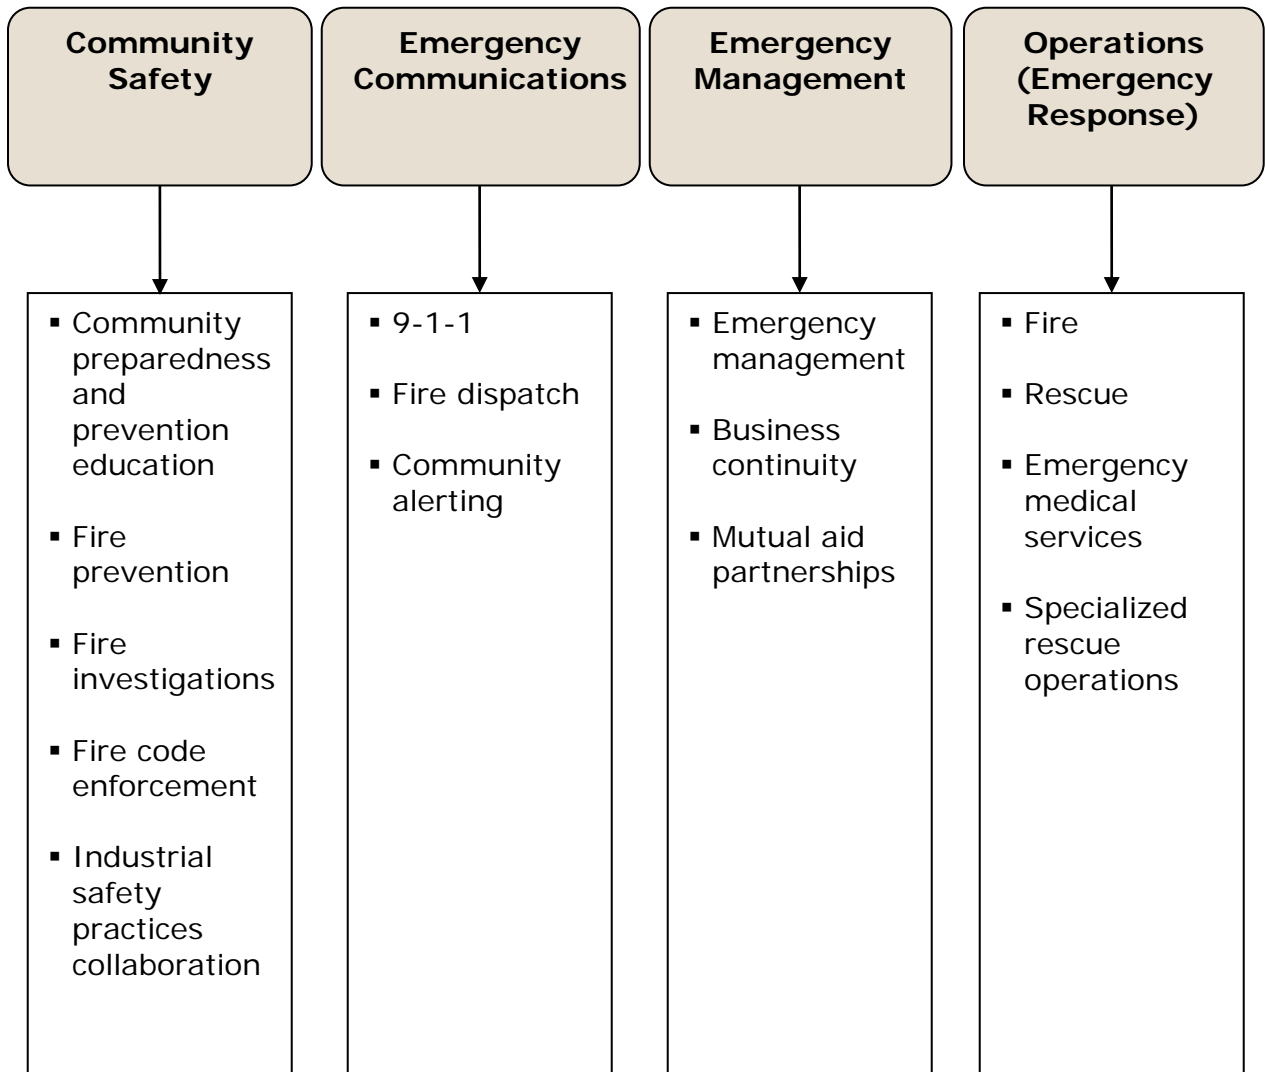 Community
Safety
Emergency
Communications
Emergency
Management
Operations
(Emergency
Response)
▪ Community
preparedness
and
prevention
education
▪ Fire
prevention
▪ Fire
investigations
▪ Fire code
enforcement
▪ Industrial
safety
practices
collaboration
▪ 9-1-1
▪ Fire dispatch
▪ Community
alerting
▪ Emergency
management
▪ Business
continuity
▪ Mutual aid
partnerships
▪ Fire
▪ Rescue
▪ Emergency
medical
services
▪ Specialized
rescue
operations